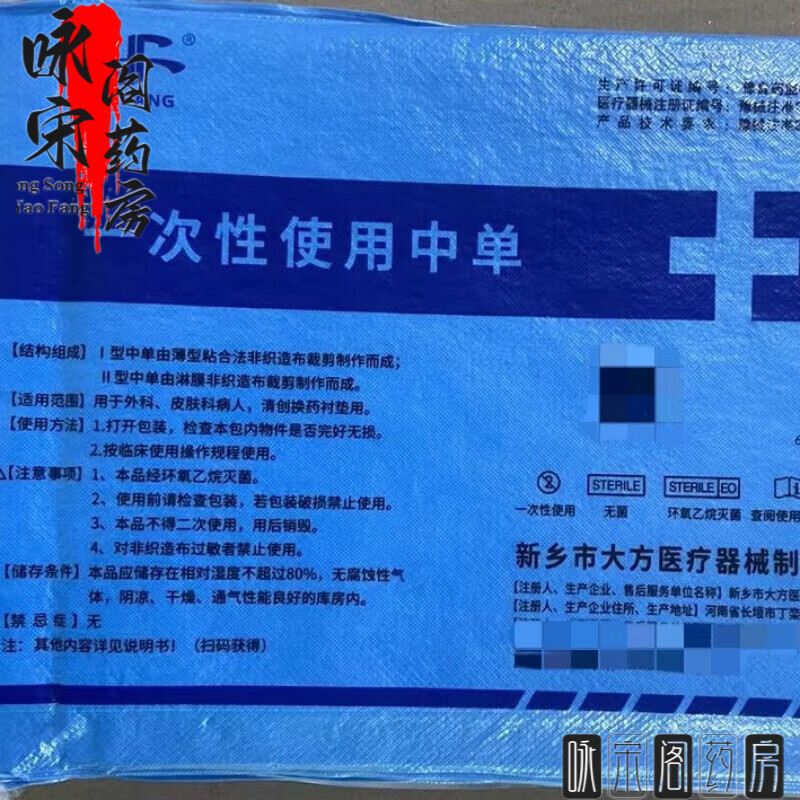 咏宋阁药房
ng Song
Yao Fang
®
NG
生产许可证编号：豫食药监
医疗器械注册证编号：豫械注准
产品技术要求：豫械注准
一次性使用中单
【结构组成】Ⅰ型中单由薄型粘合法非织造布裁剪制作而成；
Ⅱ型中单由淋膜非织造布裁剪制作而成。
【适用范围】用于外科、皮肤科病人，清创换药衬垫用。
【使用方法】1.打开包装，检查本包内物件是否完好无损。
2.按临床使用操作规程使用。
【注意事项】1、本品经环氧乙烷灭菌。
2、使用前请检查包装，若包装破损禁止使用。
3、本品不得二次使用，用后销毁。
4、对非织造布过敏者禁止使用。
【储存条件】本品应储存在相对湿度不超过80%，无腐蚀性气
体，阴凉、干燥、通气性能良好的库房内。
【禁忌症】无
注：其他内容详见说明书！（扫码获得）
STERILE
STERILE EO
一次性使用 无菌 环氧乙烷灭菌 查阅使用
新乡市大方医疗器械制
【注册人、生产企业、售后服务单位名称】新乡市大方医
【注册人、生产企业住所、生产地址】河南省长垣市丁栾
咏宋阁药房